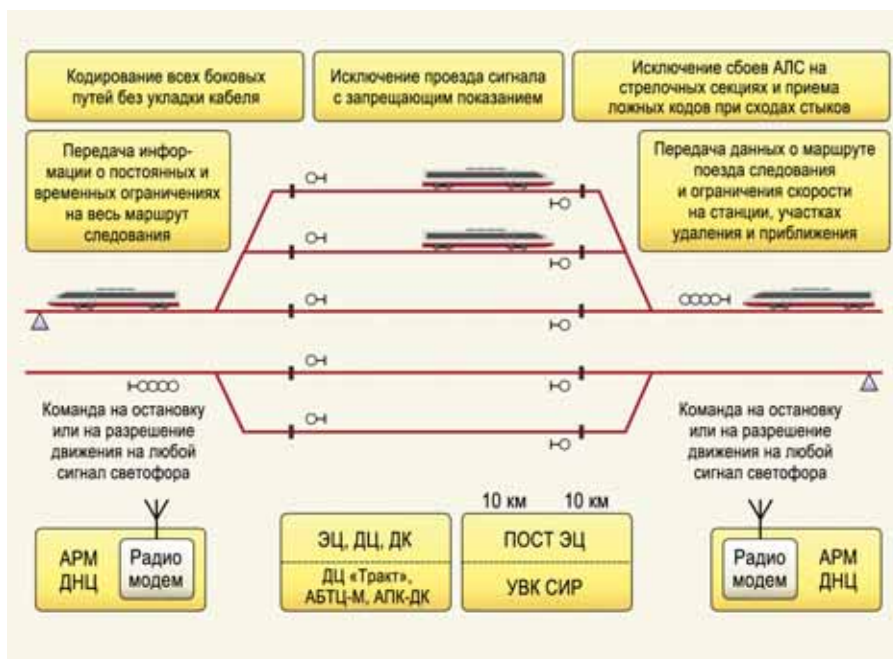 Кодирование всех боковых
путей без укладки кабеля
Исключение проезда сигнала
с запрещающим показанием
Исключение сбоев АЛС на
стрелочных секциях и приема
ложных кодов при сходах стыков
Передача инфор-
мации о постоянных и
временных ограничениях
на весь маршрут
следования
Передача данных о маршруте
поезда следования
и ограничения скорости
на станции, участках
удаления и приближения
Команда на остановку
или на разрешение
движения на любой
сигнал светофора
Команда на остановку
или на разрешение
движения на любой
сигнал светофора
10 км 10 км
АРМ
ДНЦ
Радио
модем
ЭЦ, ДЦ, ДК
ДЦ «Тракт»,
АБТЦ-М, АПК-ДК
ПОСТ ЭЦ
УВК СИР
Радио
модем
АРМ
ДНЦ